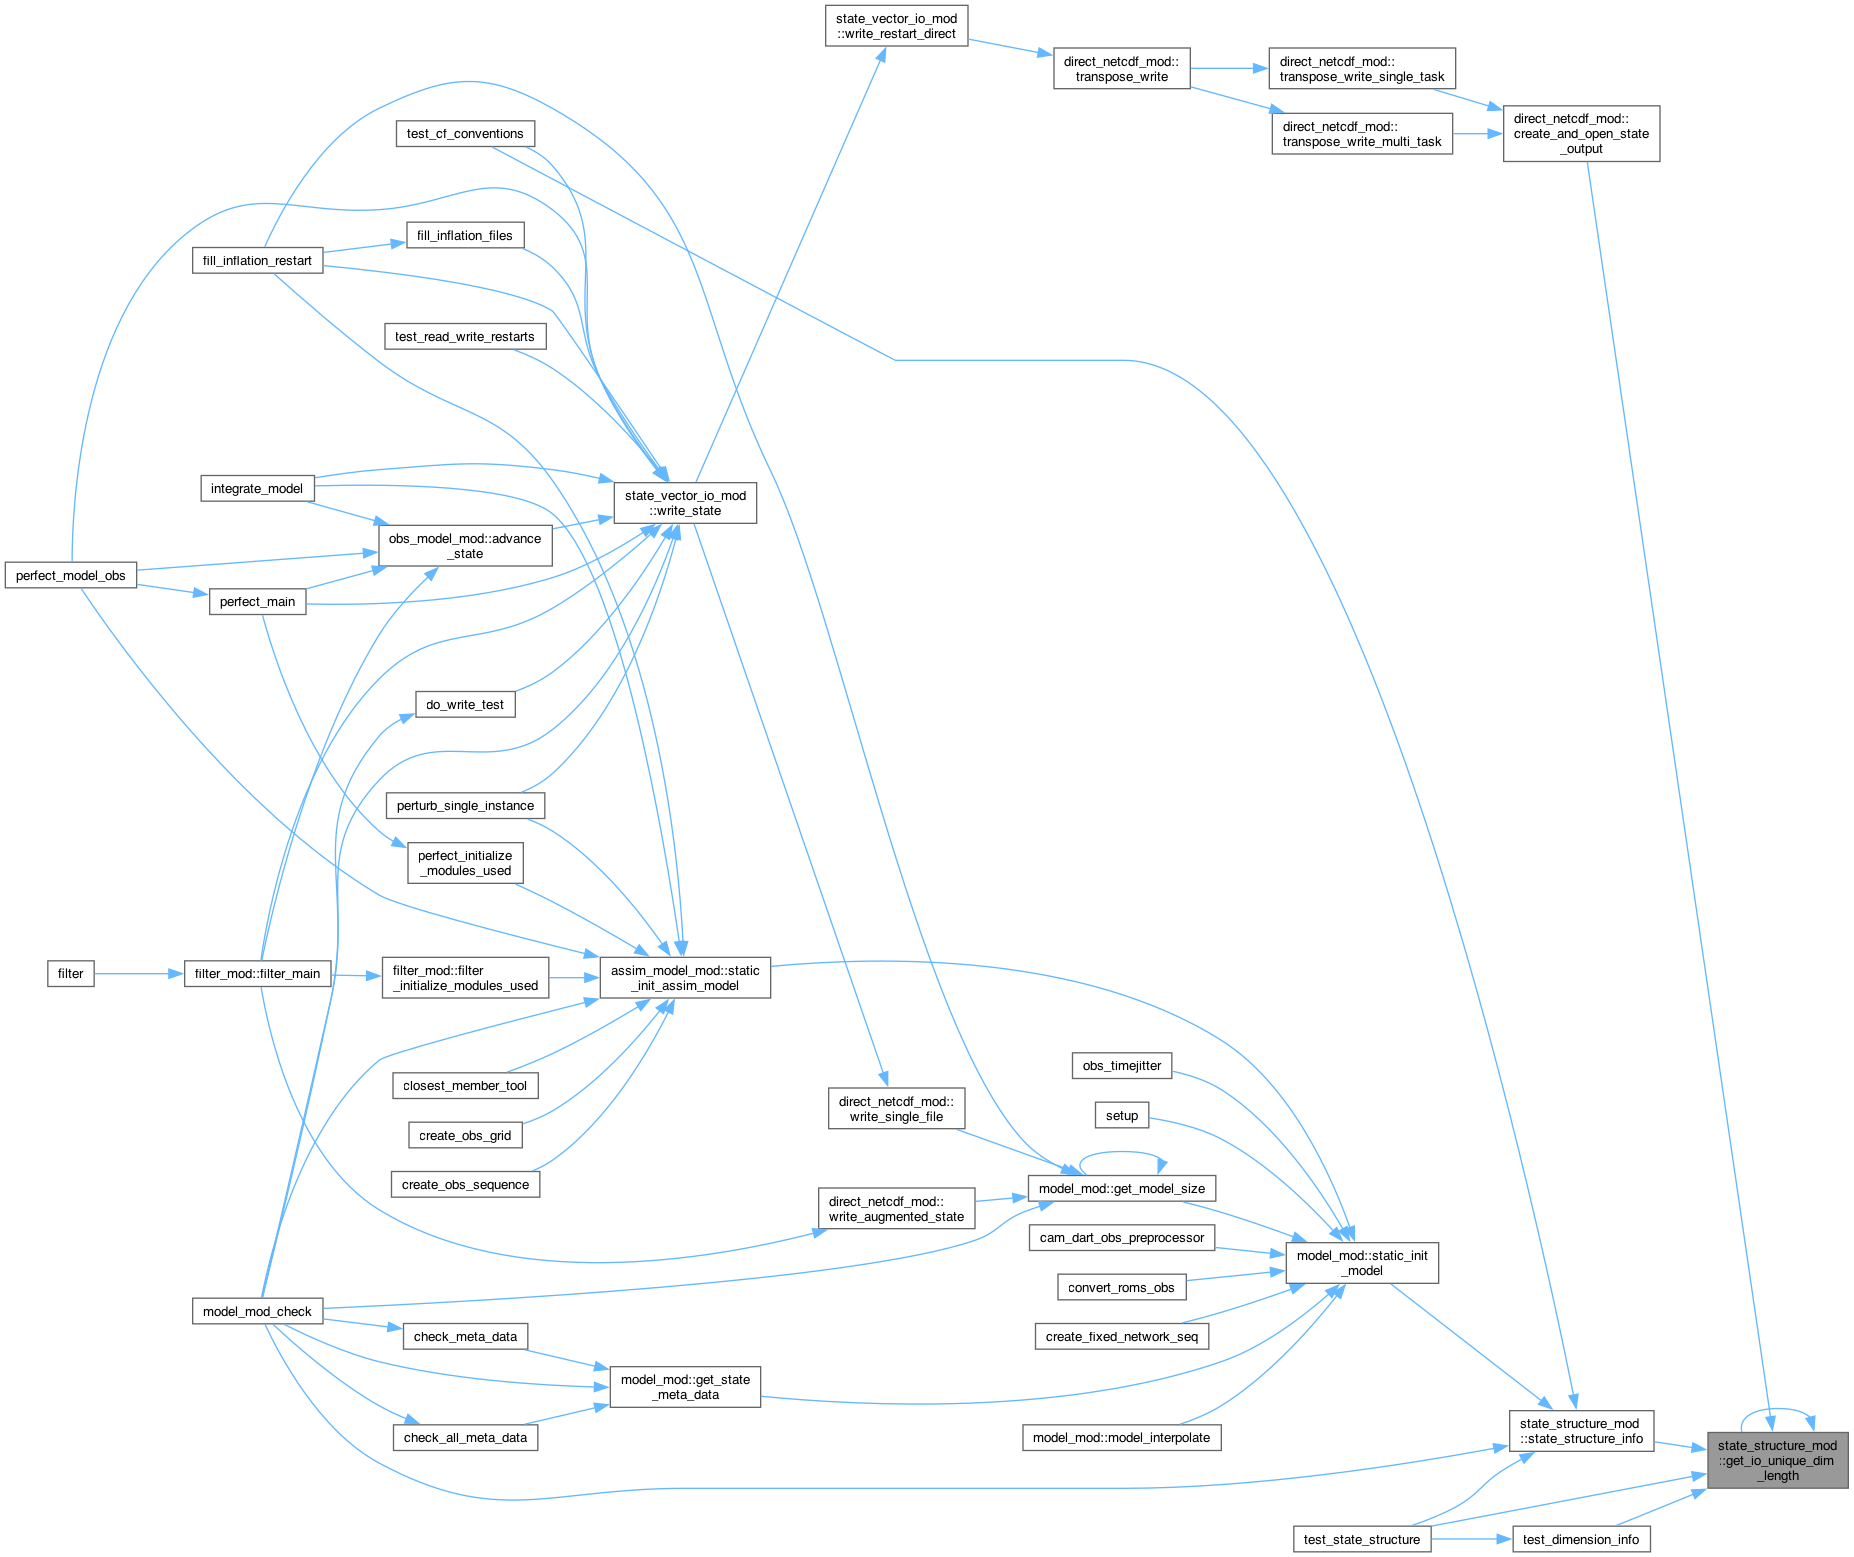 state_vector_io_mod
::write_restart_direct
direct_netcdf_mod::
transpose_write
direct_netcdf_mod::
transpose_write_single_task
direct_netcdf_mod::
create_and_open_state
_output
direct_netcdf_mod::
transpose_write_multi_task
test_cf_conventions
fill_inflation_files
fill_inflation_restart
test_read_write_restarts
integrate_model
state_vector_io_mod
::write_state
obs_model_mod::advance
_state
perfect_model_obs
perfect_main
do_write_test
perturb_single_instance
perfect_initialize
_modules_used
filter
filter_mod::filter_main
filter_mod::filter
_initialize_modules_used
assim_model_mod::static
_init_assim_model
closest_member_tool
create_obs_grid
create_obs_sequence
obs_timejitter
direct_netcdf_mod::
write_single_file
setup
model_mod::get_model_size
direct_netcdf_mod::
write_augmented_state
cam_dart_obs_preprocessor
model_mod::static_init
_model
convert_roms_obs
model_mod_check
check_meta_data
create_fixed_network_seq
model_mod::get_state
_meta_data
check_all_meta_data
model_mod::model_interpolate
state_structure_mod
::state_structure_info
state_structure_mod
::get_io_unique_dim
_length
test_state_structure
test_dimension_info